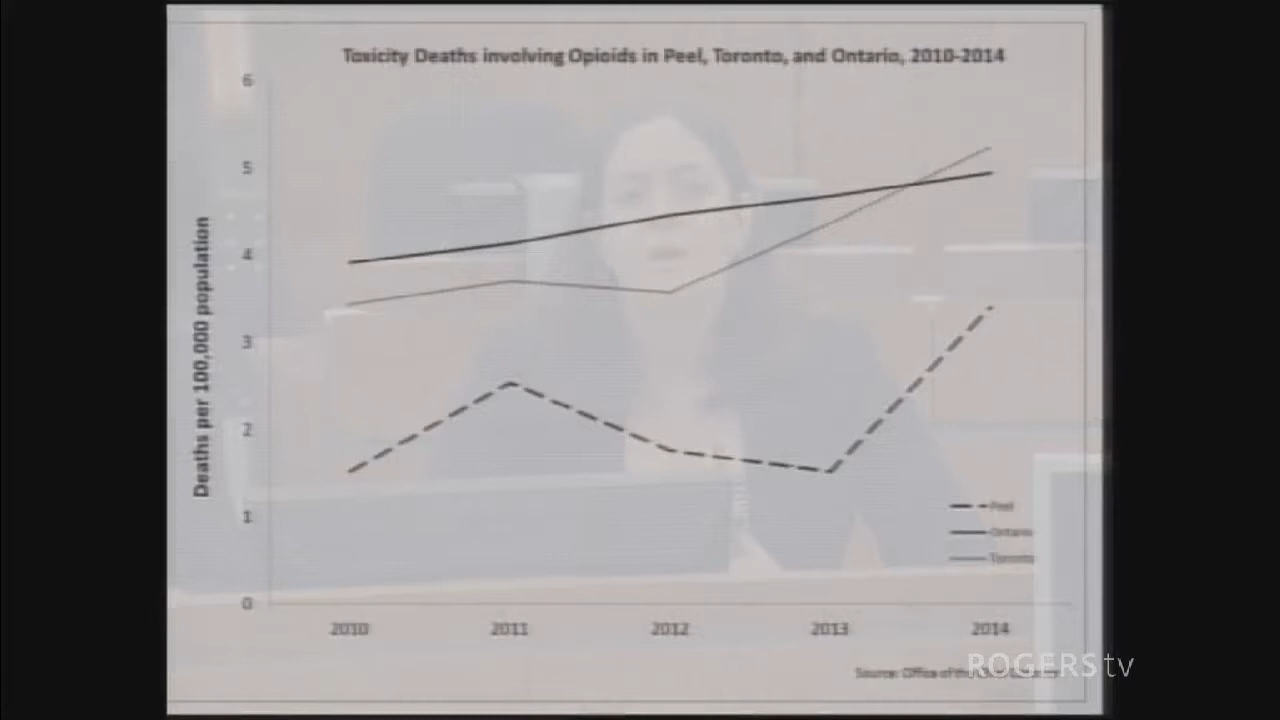 Toxicity Deaths involving Opioids in Peel, Toronto, and Ontario, 2010-2014
6
5
4
3
2
1
0
Deaths per 100,000 population
2010 2011 2012 2013 2014
Peel
Ontario
Toronto
Source: Office of the
ROGERS tv